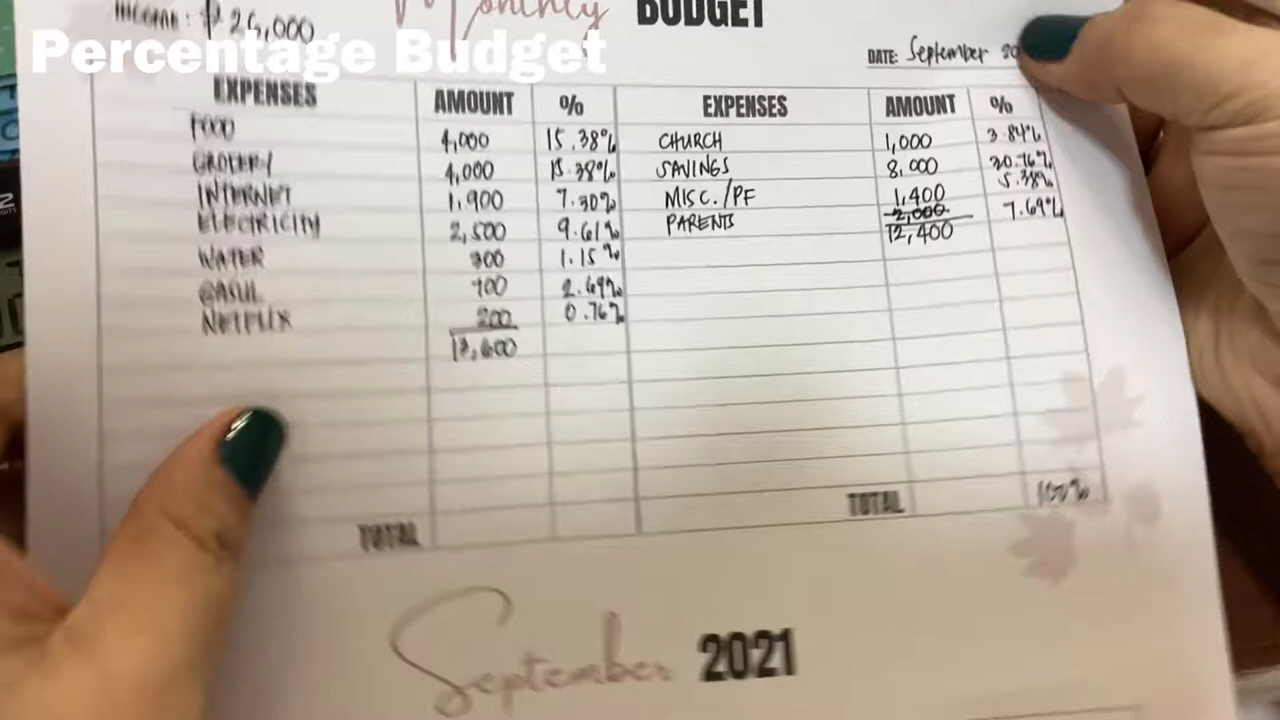 INCOME: ₱ 26,000
Monthly BUDGET
Percentage Budget
DATE: September 20
EXPENSES AMOUNT % EXPENSES AMOUNT %
FOOD 4,000 15.38% CHURCH 1,000 3.84%
GROCERY 4,000 15.38% SAVINGS 8,000 30.76%
INTERNET 1,900 7.30% MISC./PF 1,400 5.38%
ELECTRICITY 2,500 9.61% PARENTS 2,000 7.69%
12,400
WATER 300 1.15%
GASUL 700 2.69%
NETFLIX 200 0.76%
13,600
TOTAL TOTAL 100%
September 2021